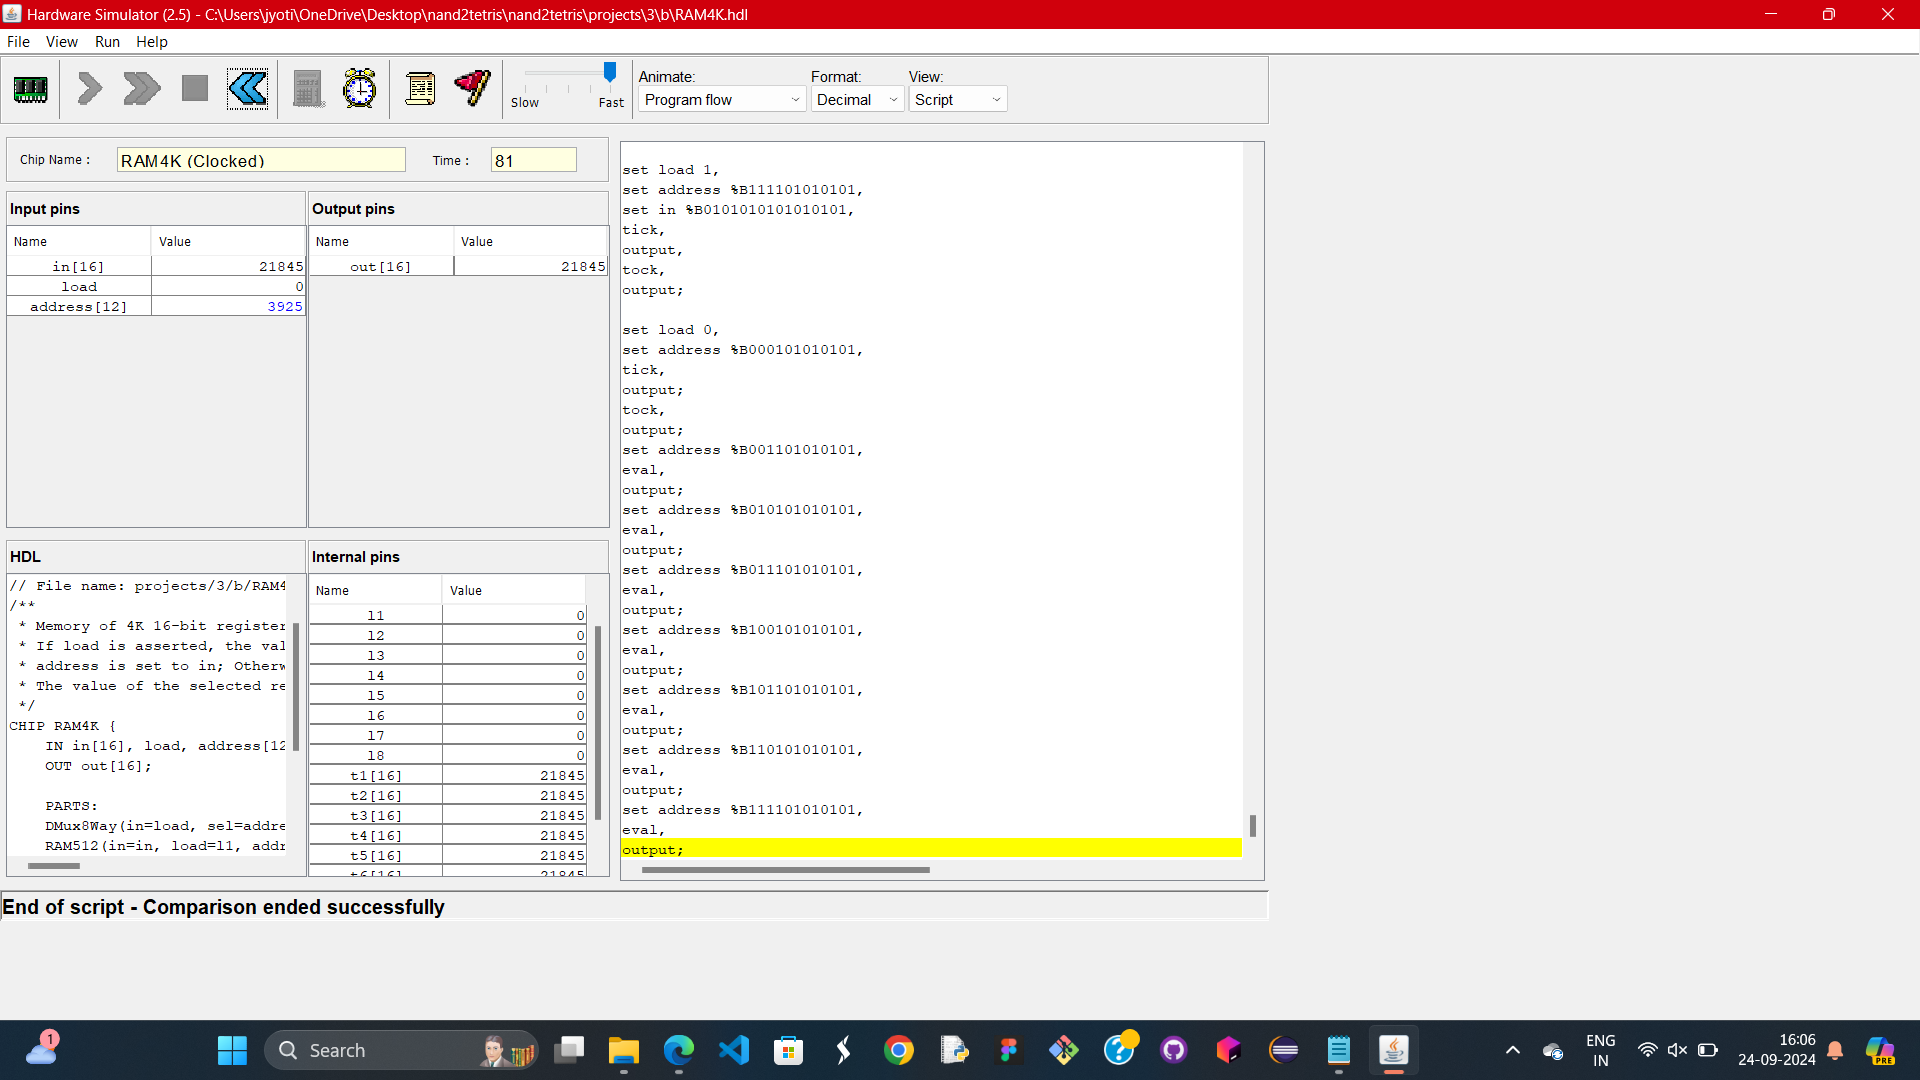 Hardware Simulator (2.5) - C:\Users\jyoti\OneDrive\Desktop\nand2tetris\nand2tetris\projects\3\b\RAM4K.hdl
File View Run Help
Slow Fast
Animate: Format: View:
Program flow Decimal Script
Chip Name : RAM4K (Clocked) Time : 81
Input pins
Name Value
in[16] 21845
load 0
address[12] 3925
Output pins
Name Value
out[16] 21845
HDL
// File name: projects/3/b/RAM4
/**
* Memory of 4K 16-bit register
* If load is asserted, the val
* address is set to in; Otherw
* The value of the selected re
*/
CHIP RAM4K {
IN in[16], load, address[12
OUT out[16];
PARTS:
DMux8Way(in=load, sel=addre
RAM512(in=in, load=l1, addr
Internal pins
Name Value
l1 0
l2 0
l3 0
l4 0
l5 0
l6 0
l7 0
l8 0
t1[16] 21845
t2[16] 21845
t3[16] 21845
t4[16] 21845
t5[16] 21845
t6[16] 21845
set load 1,
set address %B111101010101,
set in %B0101010101010101,
tick,
output,
tock,
output;
set load 0,
set address %B000101010101,
tick,
output;
tock,
output;
set address %B001101010101,
eval,
output;
set address %B010101010101,
eval,
output;
set address %B011101010101,
eval,
output;
set address %B100101010101,
eval,
output;
set address %B101101010101,
eval,
output;
set address %B110101010101,
eval,
output;
set address %B111101010101,
eval,
output;
End of script - Comparison ended successfully
1
Search
ENG
IN
16:06
24-09-2024
PRE